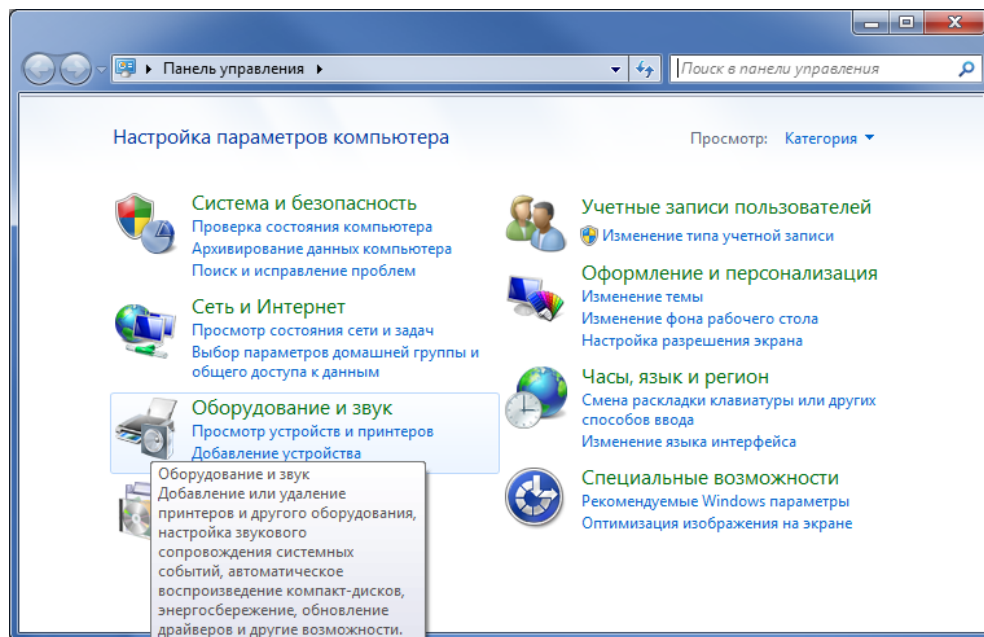 Панель управления
Поиск в панели управления
Настройка параметров компьютера
Просмотр: Категория
Система и безопасность
Проверка состояния компьютера
Архивирование данных компьютера
Поиск и исправление проблем
Сеть и Интернет
Просмотр состояния сети и задач
Выбор параметров домашней группы и
общего доступа к данным
Оборудование и звук
Просмотр устройств и принтеров
Добавление устройства
Оборудование и звук
Добавление или удаление
принтеров и другого оборудования,
настройка звукового
сопровождения системных
событий, автоматическое
воспроизведение компакт-дисков,
энергосбережение, обновление
драйверов и другие возможности.
Учетные записи пользователей
Изменение типа учетной записи
Оформление и персонализация
Изменение темы
Изменение фона рабочего стола
Настройка разрешения экрана
Часы, язык и регион
Смена раскладки клавиатуры или других
способов ввода
Изменение языка интерфейса
Специальные возможности
Рекомендуемые Windows параметры
Оптимизация изображения на экране